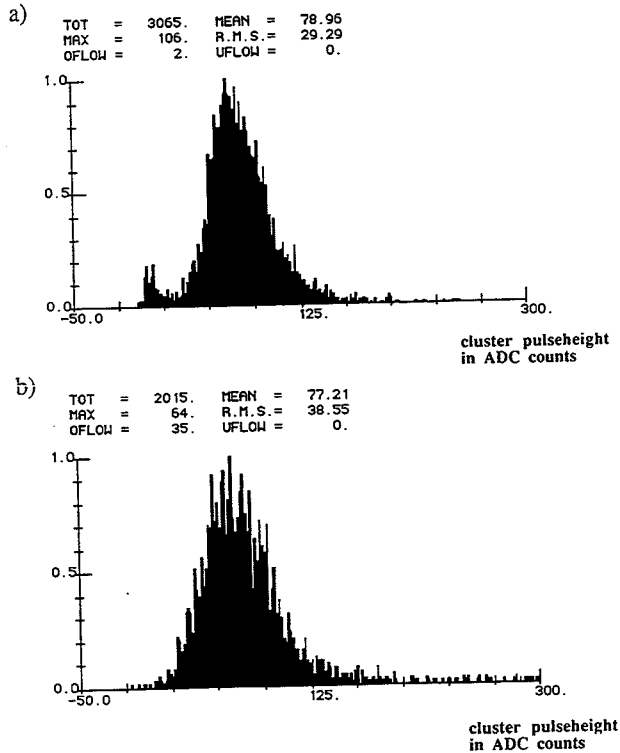 a)
TOT = 3065. MEAN = 78.96
MAX = 106. R.M.S.= 29.29
OFLOW = 2. UFLOW = 0.
1.0
0.5
0.0
-50.0 125. 300.
cluster pulseheight
in ADC counts
b)
TOT = 2015. MEAN = 77.21
MAX = 64. R.M.S.= 38.55
OFLOW = 35. UFLOW = 0.
1.0
0.5
0.0
-50.0 125. 300.
cluster pulseheight
in ADC counts